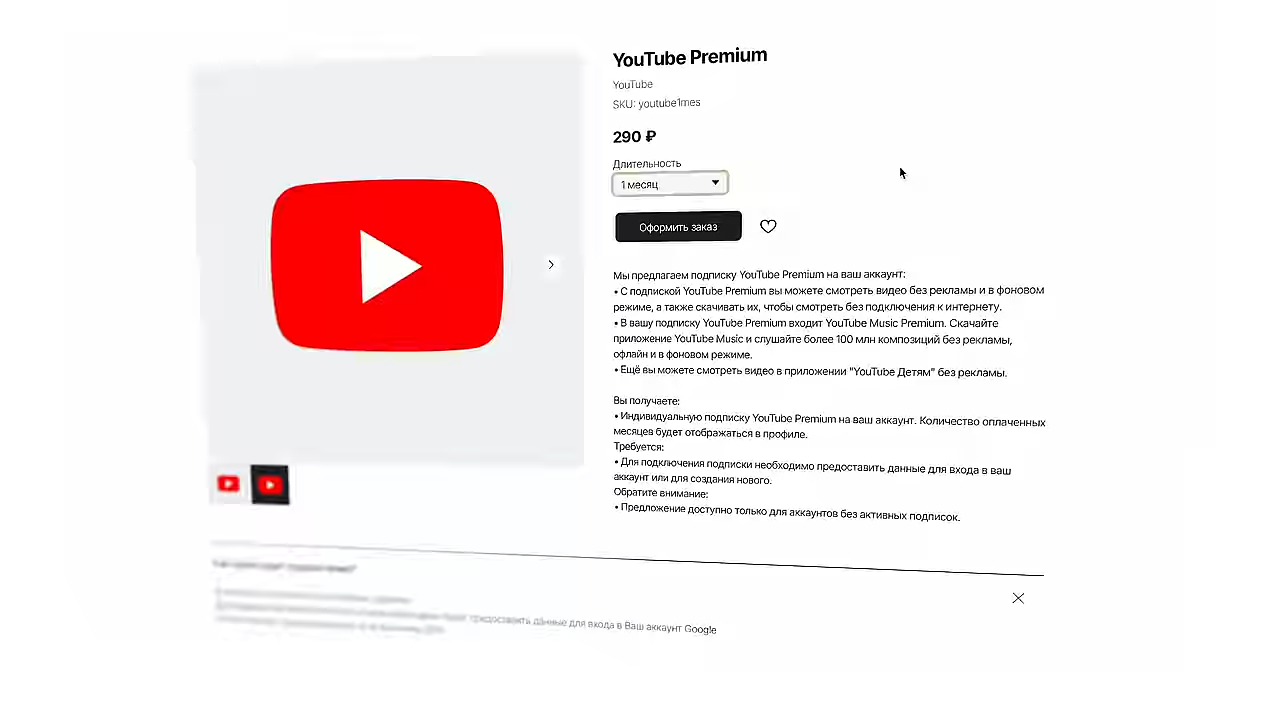 YouTube Premium
YouTube
SKU: youtube1mes
290 ₽
Длительность
1 месяц
Оформить заказ
Мы предлагаем подписку YouTube Premium на ваш аккаунт:
• С подпиской YouTube Premium вы можете смотреть видео без рекламы и в фоновом
режиме, а также скачивать их, чтобы смотреть без подключения к интернету.
• В вашу подписку YouTube Premium входит YouTube Music Premium. Скачайте
приложение YouTube Music и слушайте более 100 млн композиций без рекламы,
офлайн и в фоновом режиме.
• Ещё вы можете смотреть видео в приложении "YouTube Детям" без рекламы.
Вы получаете:
• Индивидуальную подписку YouTube Premium на ваш аккаунт. Количество оплаченных
месяцев будет отображаться в профиле.
Требуется:
• Для подключения подписки необходимо предоставить данные для входа в ваш
аккаунт или для создания нового.
Обратите внимание:
• Предложение доступно только для аккаунтов без активных подписок.
предоставить данные для входа в Ваш аккаунт Google